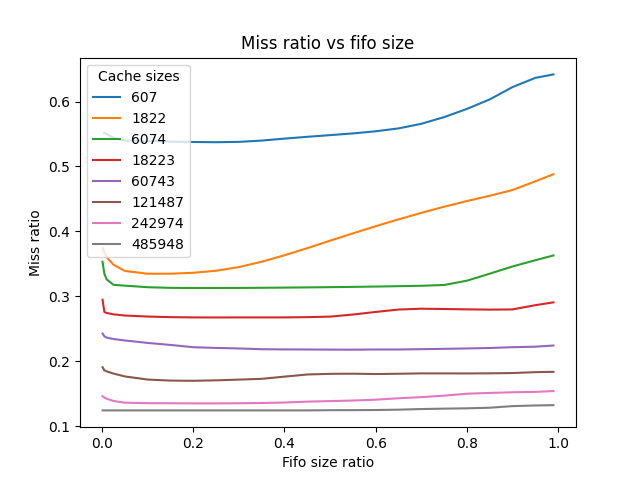 Miss ratio vs fifo size
Cache sizes
607
1822
6074
18223
60743
121487
242974
485948
Miss ratio
0.6
0.5
0.4
0.3
0.2
0.1
0.0 0.2 0.4 0.6 0.8 1.0
Fifo size ratio